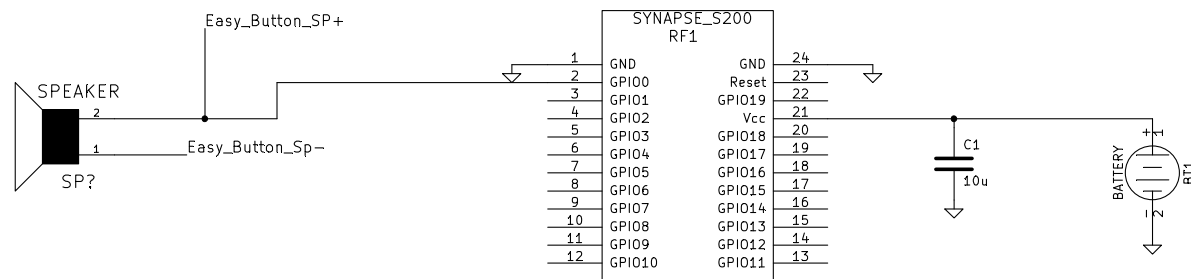 Easy_Button_SP+
SYNAPSE_S200
RF1
SPEAKER
2
1
Easy_Button_Sp-
SP?
1 GND GND 24
2 GPIO0 Reset 23
3 GPIO1 GPIO19 22
4 GPIO2 Vcc 21
5 GPIO3 GPIO18 20
6 GPIO4 GPIO17 19
7 GPIO5 GPIO16 18
8 GPIO6 GPIO15 17
9 GPIO7 GPIO14 16
10 GPIO8 GPIO13 15
11 GPIO9 GPIO12 14
12 GPIO10 GPIO11 13
C1
10u
BATTERY
+ 1
- 2
BT1